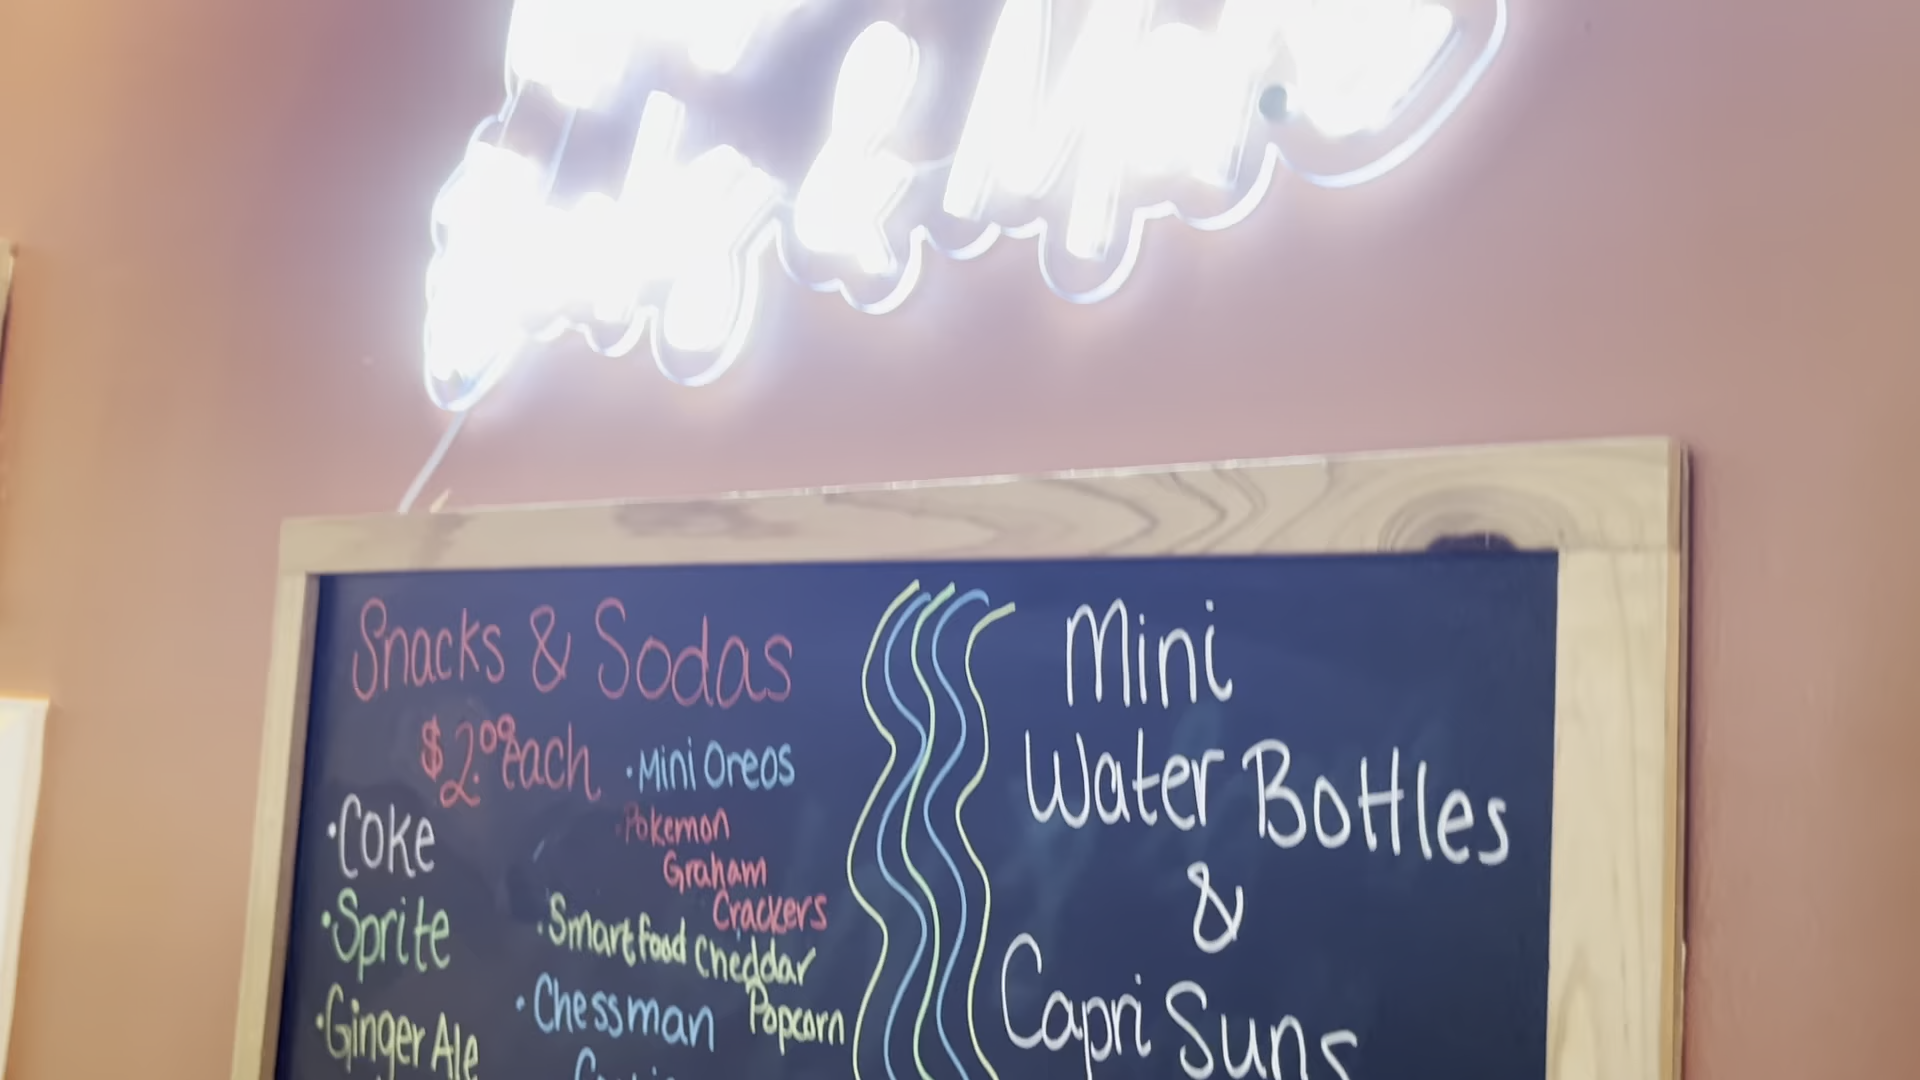 & More
Snacks & Sodas
$2.00 each
• Coke
• Sprite
• Ginger Ale
• Mini Oreos
• Pokemon
Graham
Crackers
• Smartfood Cheddar
Popcorn
• Chessman
Mini
Water Bottles
&
Capri Suns